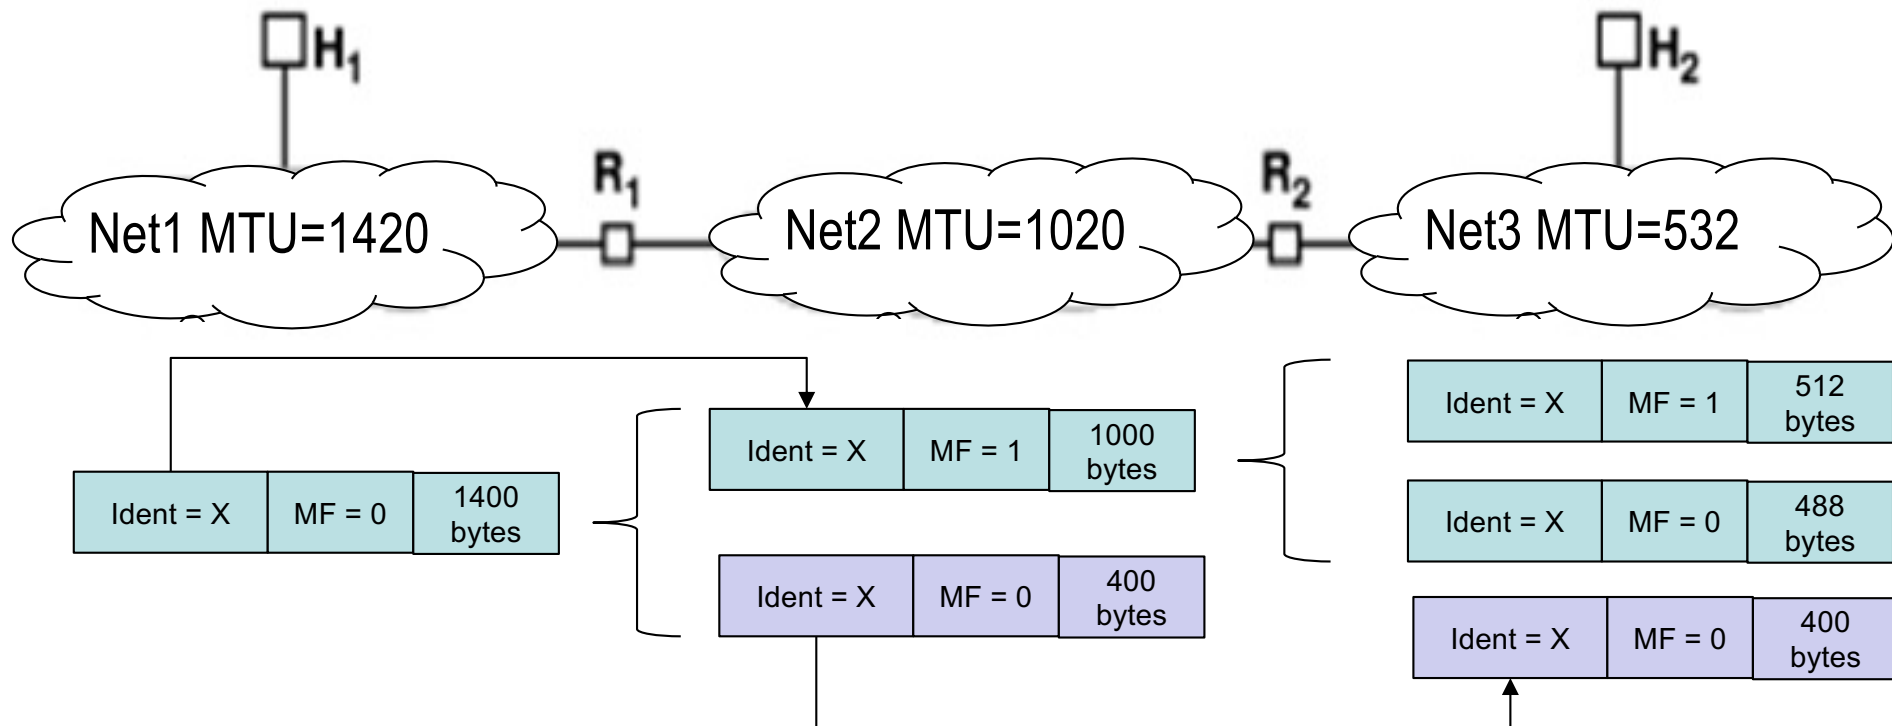 H1
H2
R1
R2
Net1 MTU=1420
Net2 MTU=1020
Net3 MTU=532
Ident = X MF = 0 1400
bytes
Ident = X MF = 1 1000
bytes
Ident = X MF = 0 400
bytes
Ident = X MF = 1 512
bytes
Ident = X MF = 0 488
bytes
Ident = X MF = 0 400
bytes